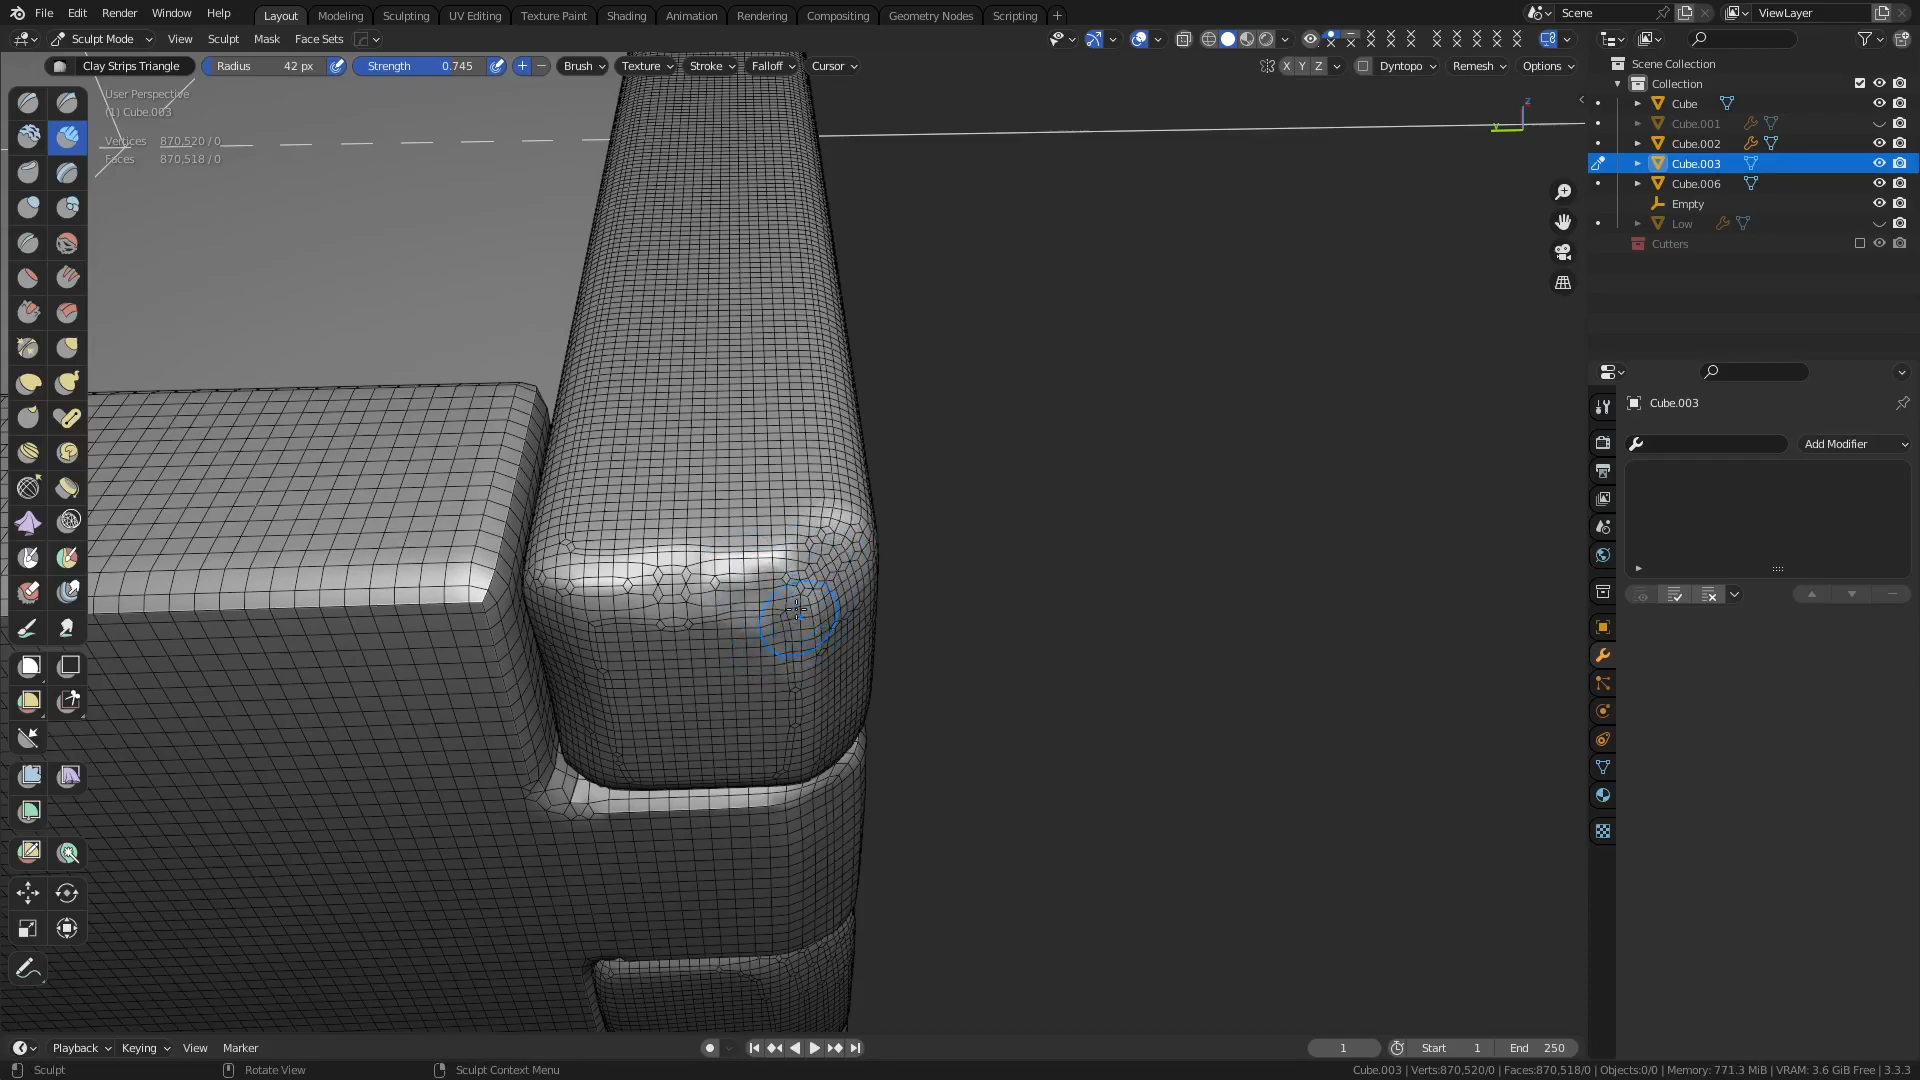 File Edit Render Window Help Layout Modeling Sculpting UV Editing Texture Paint Shading Animation Rendering Compositing Geometry Nodes Scripting + Scene ViewLayer
Sculpt Mode View Sculpt Mask Face Sets
Clay Strips Triangle Radius 42 px Strength 0.745 Brush Texture Stroke Falloff Cursor X Y Z Dyntopo Remesh Options
User Perspective
(1) Cube.003
Vertices 870,520 / 0
Faces 870,518 / 0
Z
Y
Scene Collection
Collection
Cube
Cube.001
Cube.002
Cube.003
Cube.006
Empty
Low
Cutters
Cube.003
Add Modifier
Playback Keying View Marker 1 Start 1 End 250
Sculpt Rotate View Sculpt Context Menu Cube.003 | Verts:870,520/0 | Faces:870,518/0 | Objects:0/0 | Memory: 771.3 MiB | VRAM: 3.6 GiB Free | 3.3.3